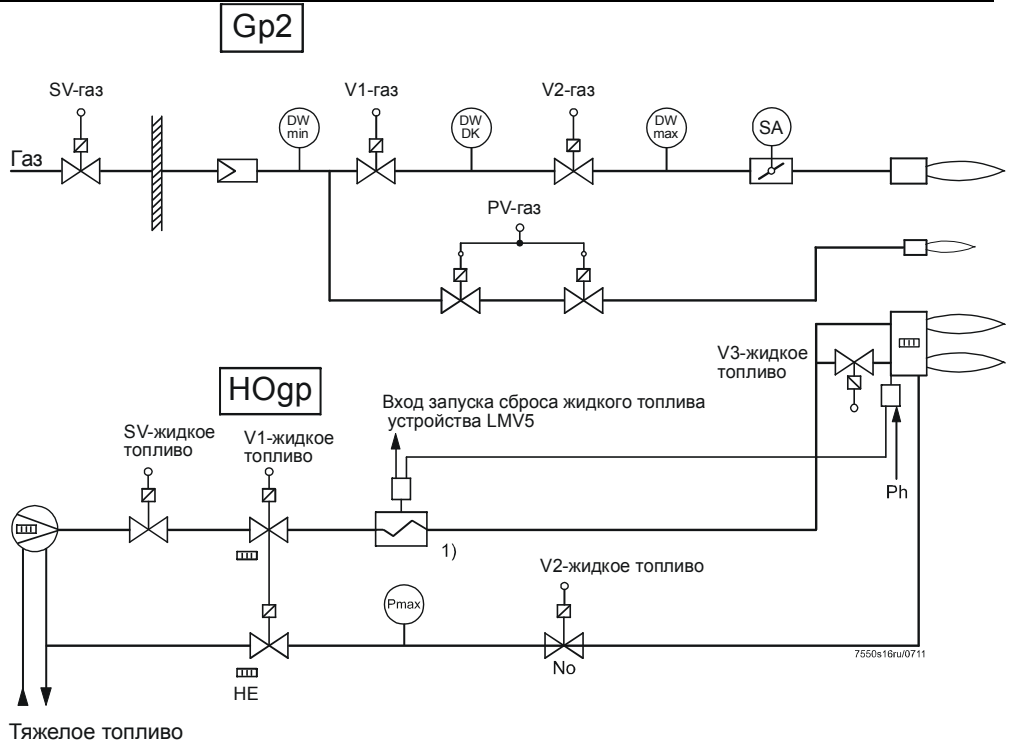 Gp2
SV-газ
V1-газ
V2-газ
DW
min
DW
DK
DW
max
SA
Газ
PV-газ
V3-жидкое
топливо
HOgp
Вход запуска сброса жидкого топлива
устройства LMV5
SV-жидкое
топливо
V1-жидкое
топливо
Ph
1)
V2-жидкое топливо
Pmax
No
7550s16ru/0711
HE
Тяжелое топливо